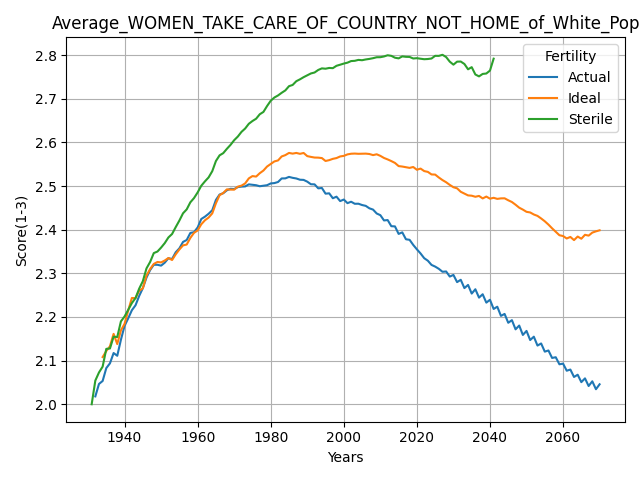 Average_WOMEN_TAKE_CARE_OF_COUNTRY_NOT_HOME_of_White_Pop
Fertility
Actual
Ideal
Sterile
Score(1-3)
2.8
2.7
2.6
2.5
2.4
2.3
2.2
2.1
2.0
1940 1960 1980 2000 2020 2040 2060
Years